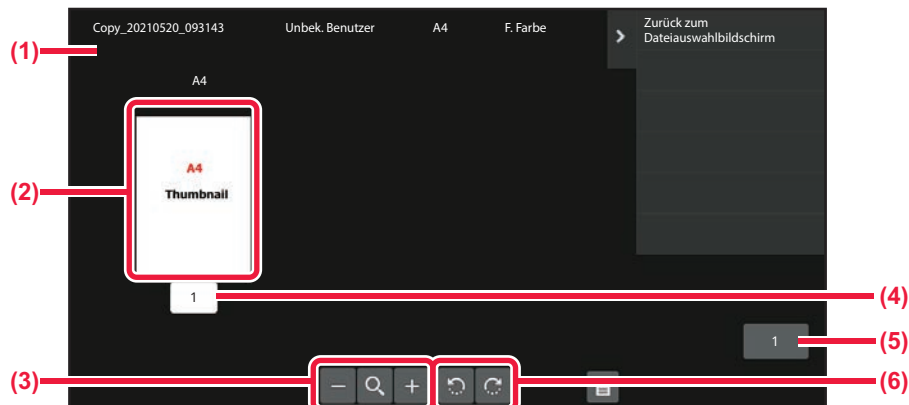 Copy_20210520_093143 Unbek. Benutzer A4 F. Farbe
Zurück zum
Dateiauswahlbildschirm
(1)
A4
(2)
A4
Thumbnail
1
(4)
1
(5)
(3)
(6)